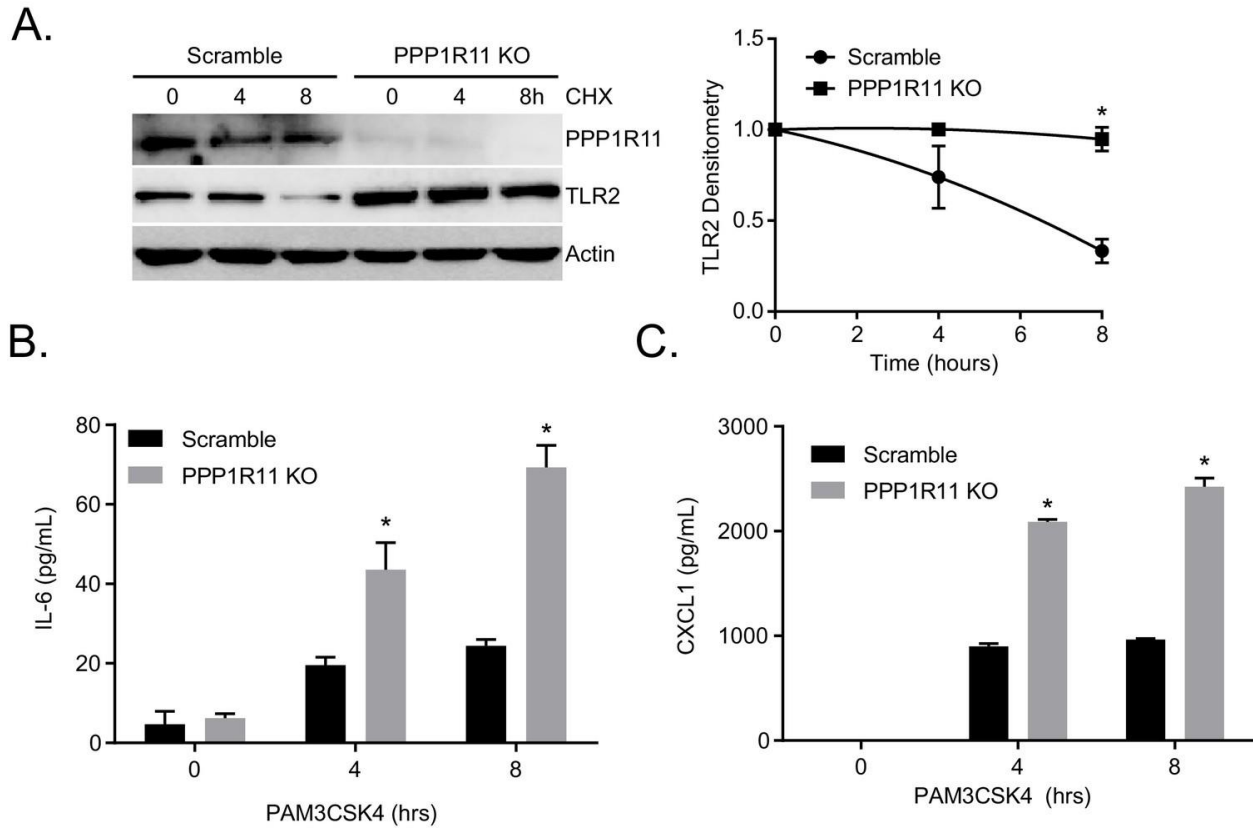 A.
Scramble PPP1R11 KO
0 4 8 0 4 8h CHX
PPP1R11
TLR2
Actin
1.5
1.0
0.5
0.0
TLR2 Densitometry
Scramble
PPP1R11 KO
*
0 2 4 6 8
Time (hours)
B.
80
60
40
20
0
IL-6 (pg/mL)
Scramble
PPP1R11 KO
*
*
0 4 8
PAM3CSK4 (hrs)
C.
3000
2000
1000
0
CXCL1 (pg/mL)
Scramble
PPP1R11 KO
*
*
0 4 8
PAM3CSK4 (hrs)